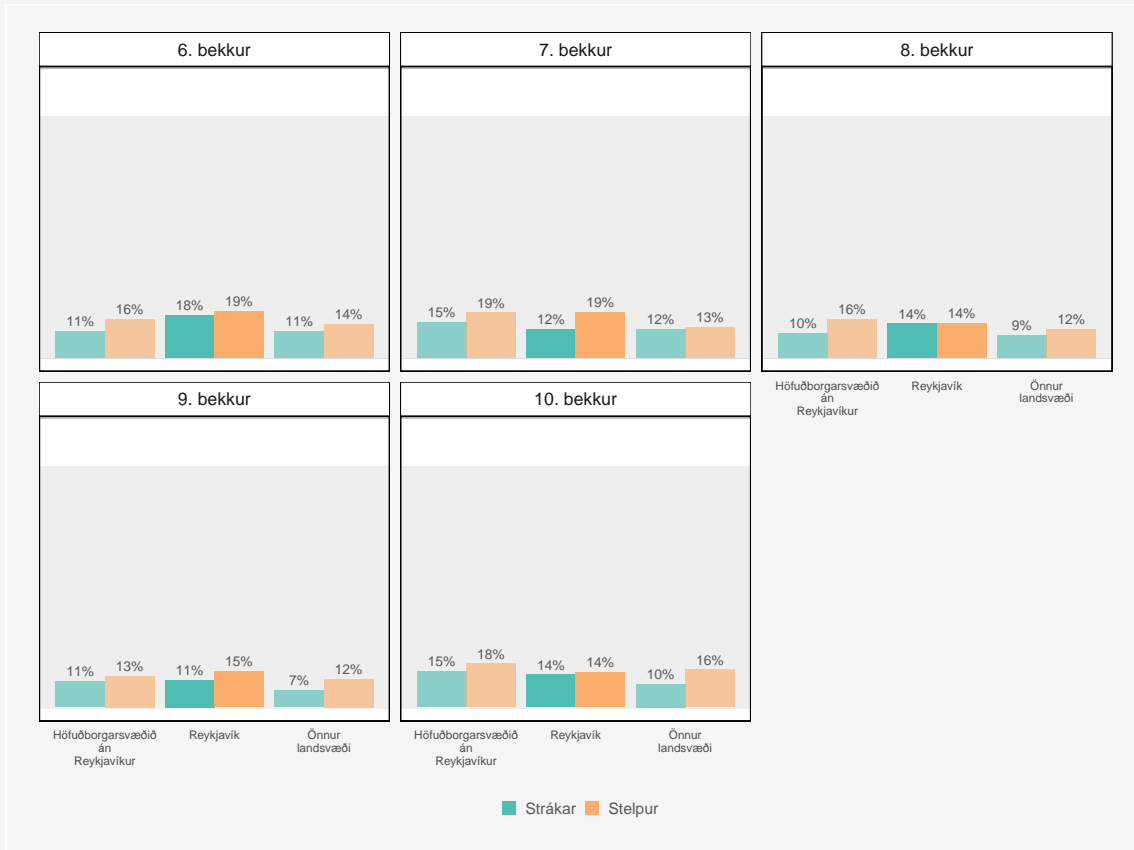 6. bekkur
7. bekkur
8. bekkur
11% 16% 18% 19% 11% 14%
15% 19% 12% 19% 12% 13%
10% 16% 14% 14% 9% 12%
Höfuðborgarsvæðið
án
Reykjavíkur
Reykjavík
Önnur
landsvæði
9. bekkur
10. bekkur
11% 13% 11% 15% 7% 12%
15% 18% 14% 14% 10% 16%
Höfuðborgarsvæðið
án
Reykjavíkur
Reykjavík
Önnur
landsvæði
Höfuðborgarsvæðið
án
Reykjavíkur
Reykjavík
Önnur
landsvæði
Strákar Stelpur